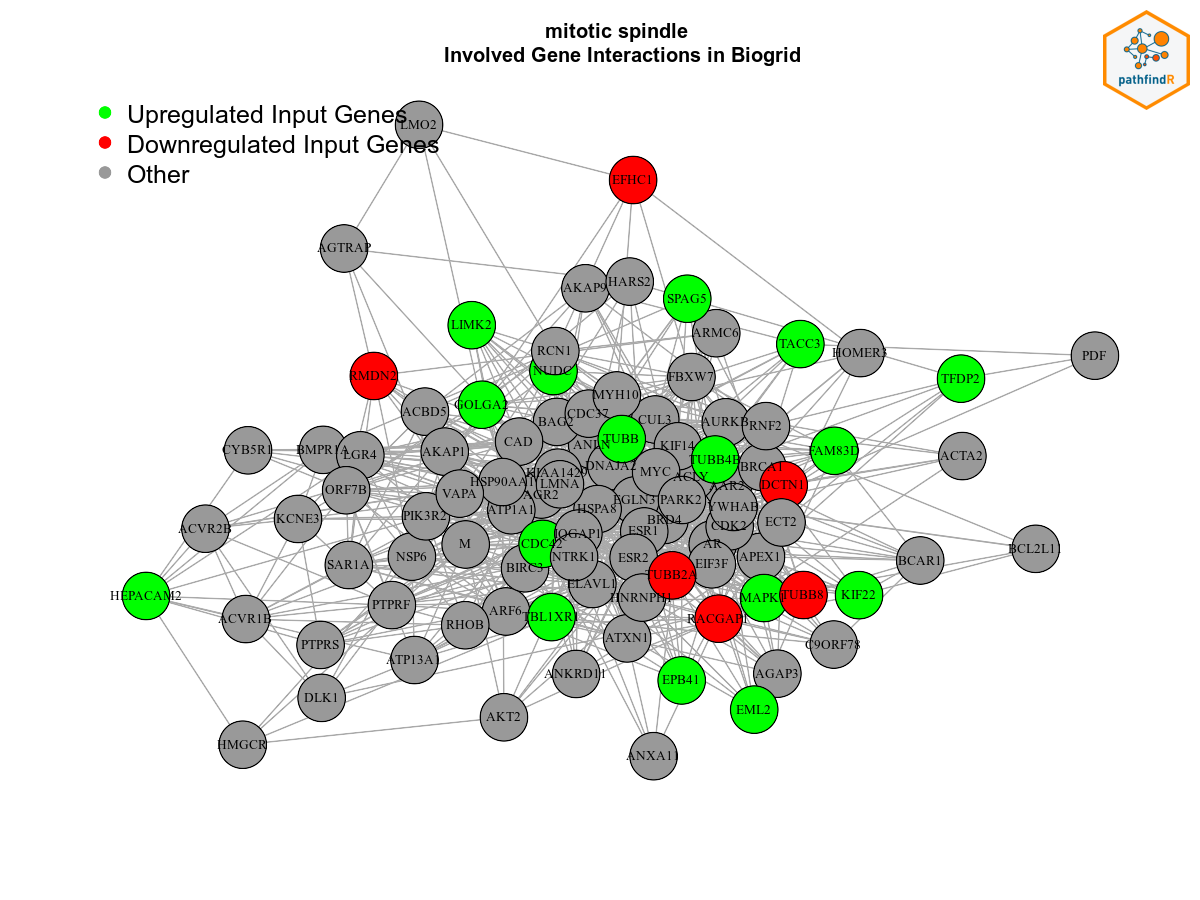 mitotic spindle
Involved Gene Interactions in Biogrid
pathfindR
Upregulated Input Genes
Downregulated Input Genes
Other
LMO2
EFHC1
AGTRAP
AKAP9
HARS2
SPAG5
LIMK2
ARMC6
TACC3
HOMER3
PDF
RCN1
NUDC
RMDN2
FBXW7
TFDP2
GOLGA2
MYH10
ACBD5
CDC37
BAG2
CUL3
AURKB
RNF2
TUBB
CAD
KIF14
CYB5R1
BMPR1A
LGR4
AKAP1
TUBB4B
FAM83D
ACTA2
DNAJA2
MYC
BRCA1
KIAA1429
HSP90AA1
LMNA
ACLY
DCTN1
ORF7B
VAPA
AGR2
EGLN3
PARK2
YWHAE
ATP1A1
HSPA8
KCNE3
PIK3R2
BRD4
CDK2
ECT2
ACVR2B
ESR1
IQGAP1
M
CDC42
AR
BCL2L11
NSP6
NTRK1
ESR2
APEX1
BCAR1
SAR1A
BIRC3
EIF3F
TUBB2A
ELAVL1
HEPACAM2
HNRNPH1
TUBB8
KIF22
PTPRF
ARF6
ACVR1B
TBL1XR1
RACGAP1
RHOB
ATXN1
PTPRS
C9ORF78
ATP13A1
ANKRD11
AGAP3
EPB41
DLK1
EML2
AKT2
HMGCR
ANXA11